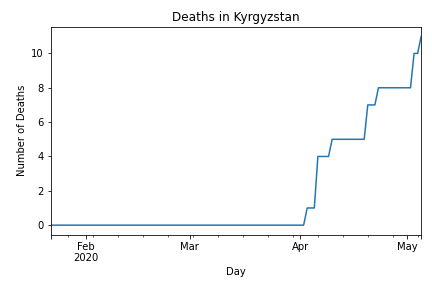 Deaths in Kyrgyzstan
Number of Deaths
10
8
6
4
2
0
Feb
2020
Mar
Apr
May
Day